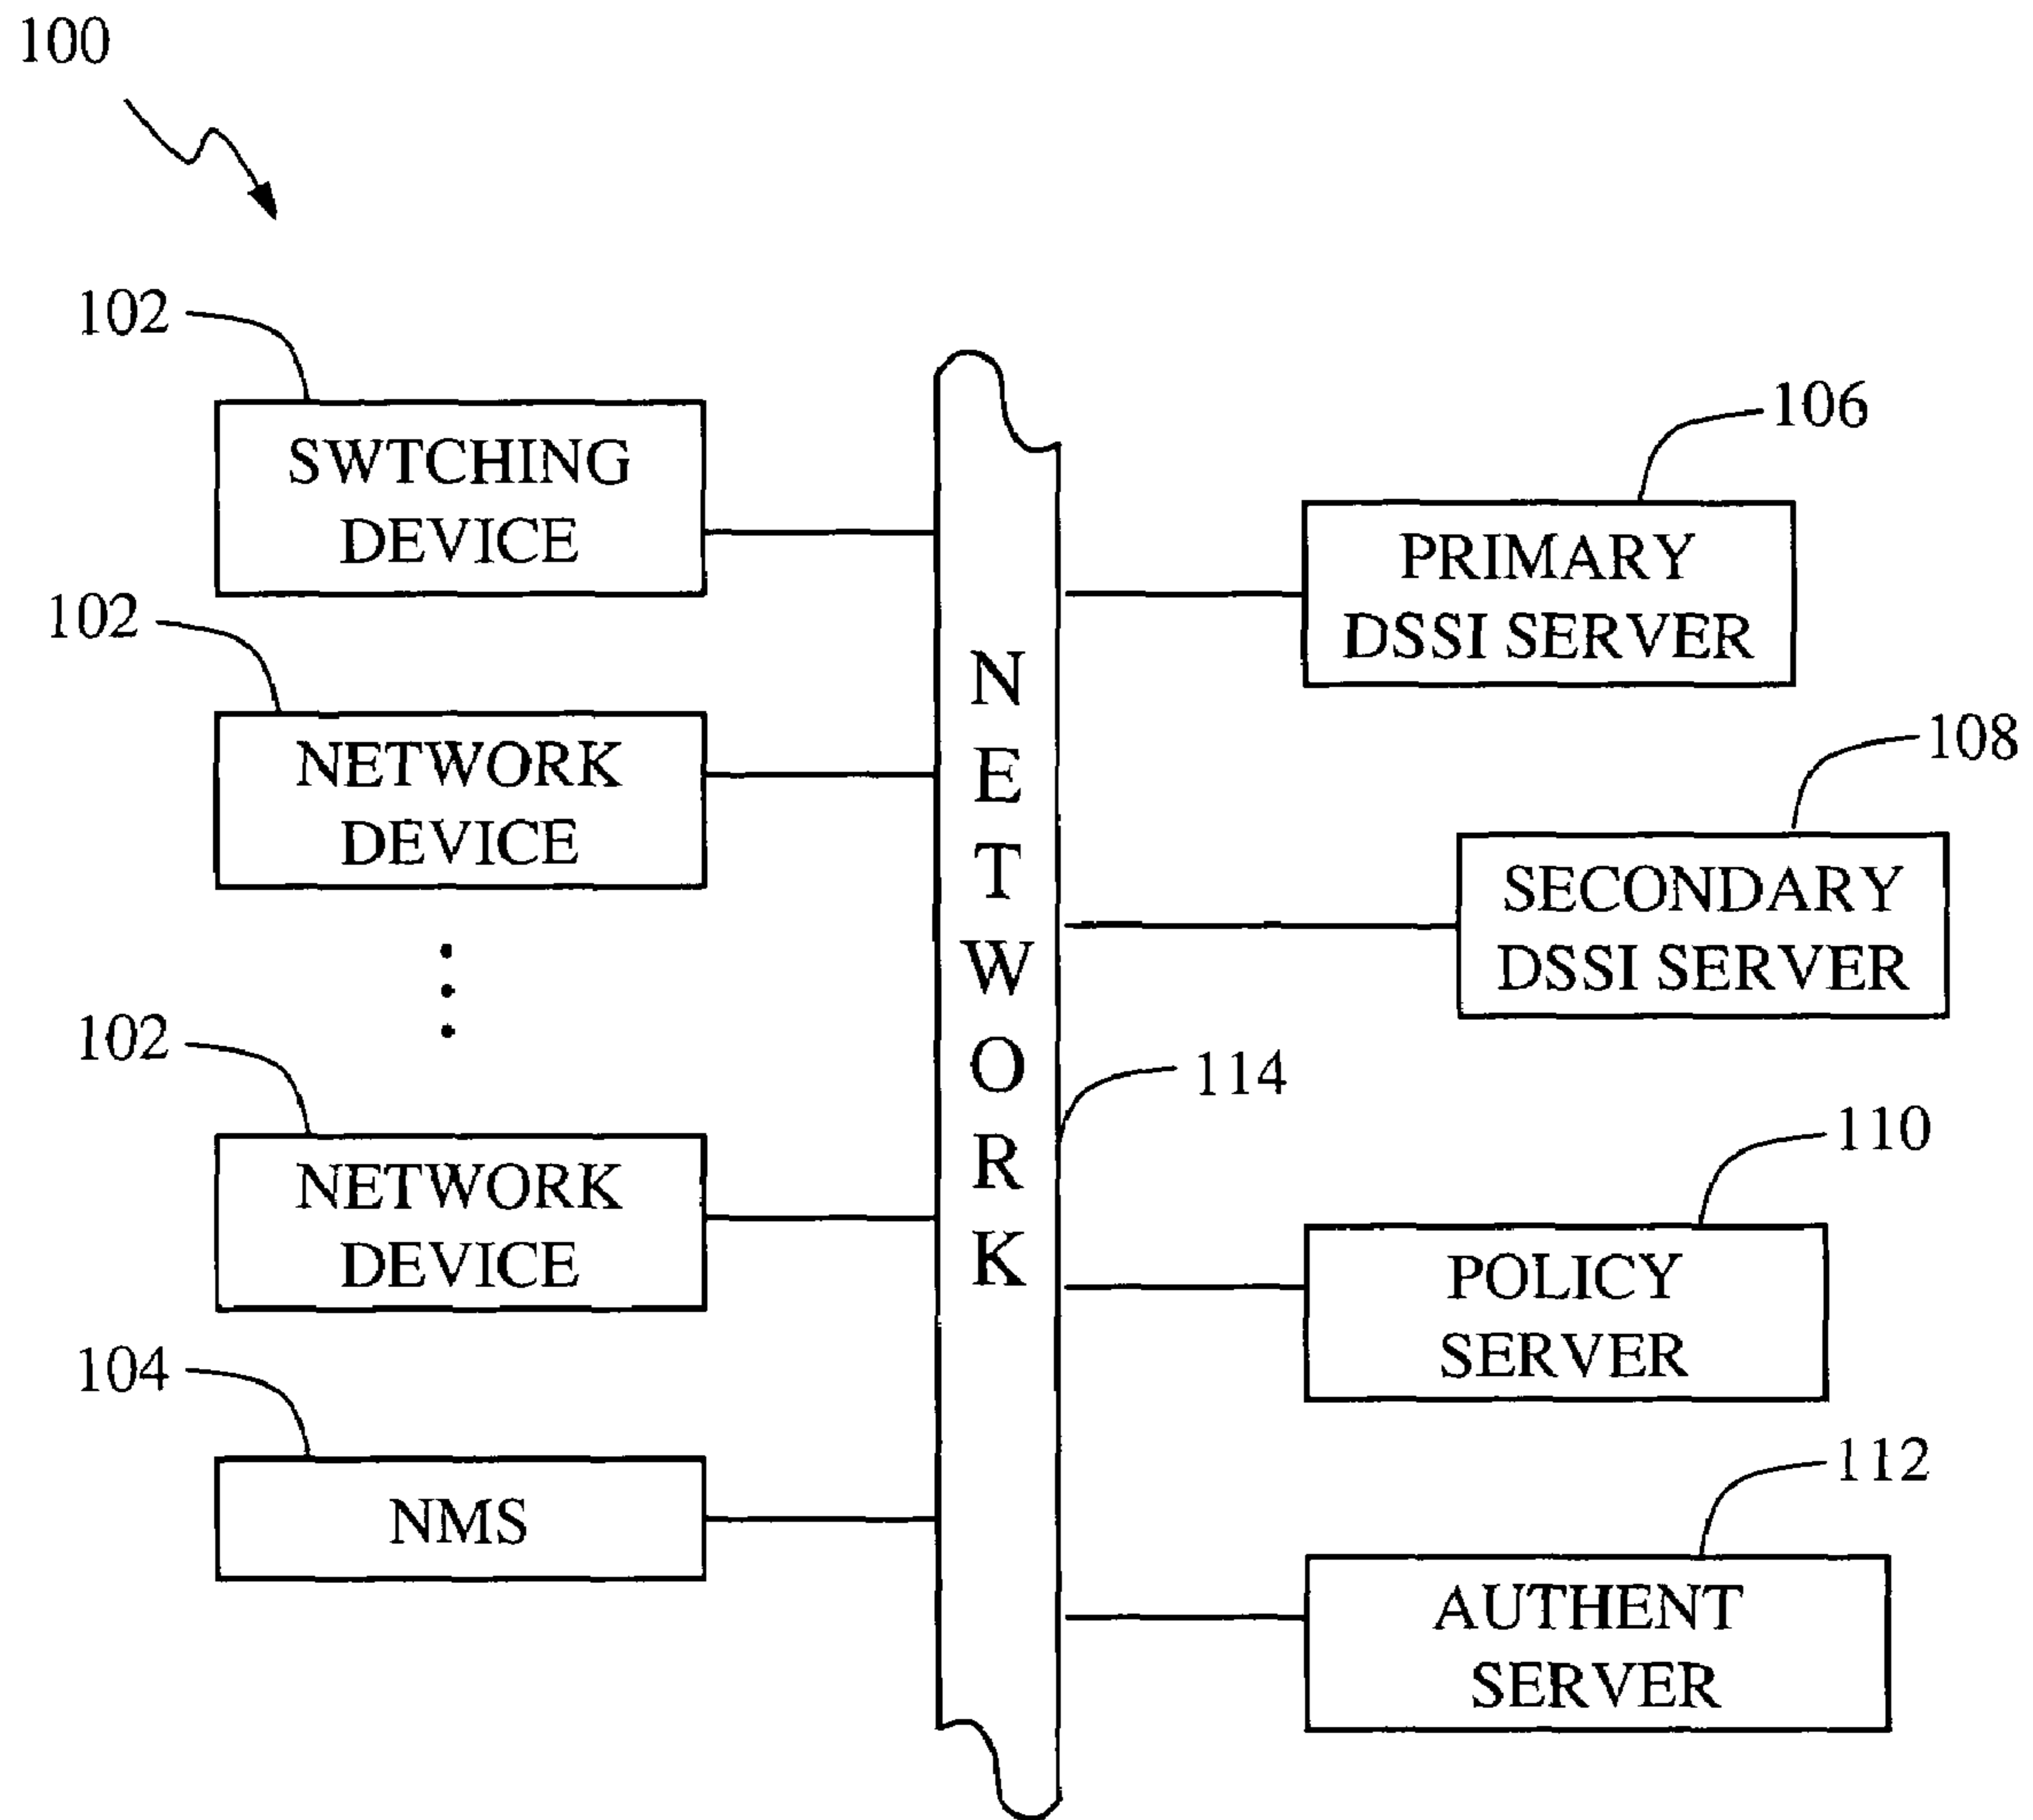 100
102
SWTCHING
DEVICE
102
NETWORK
DEVICE
102
NETWORK
DEVICE
104
NMS
NETWORK
114
106
PRIMARY
DSSI SERVER
108
SECONDARY
DSSI SERVER
110
POLICY
SERVER
112
AUTHENT
SERVER